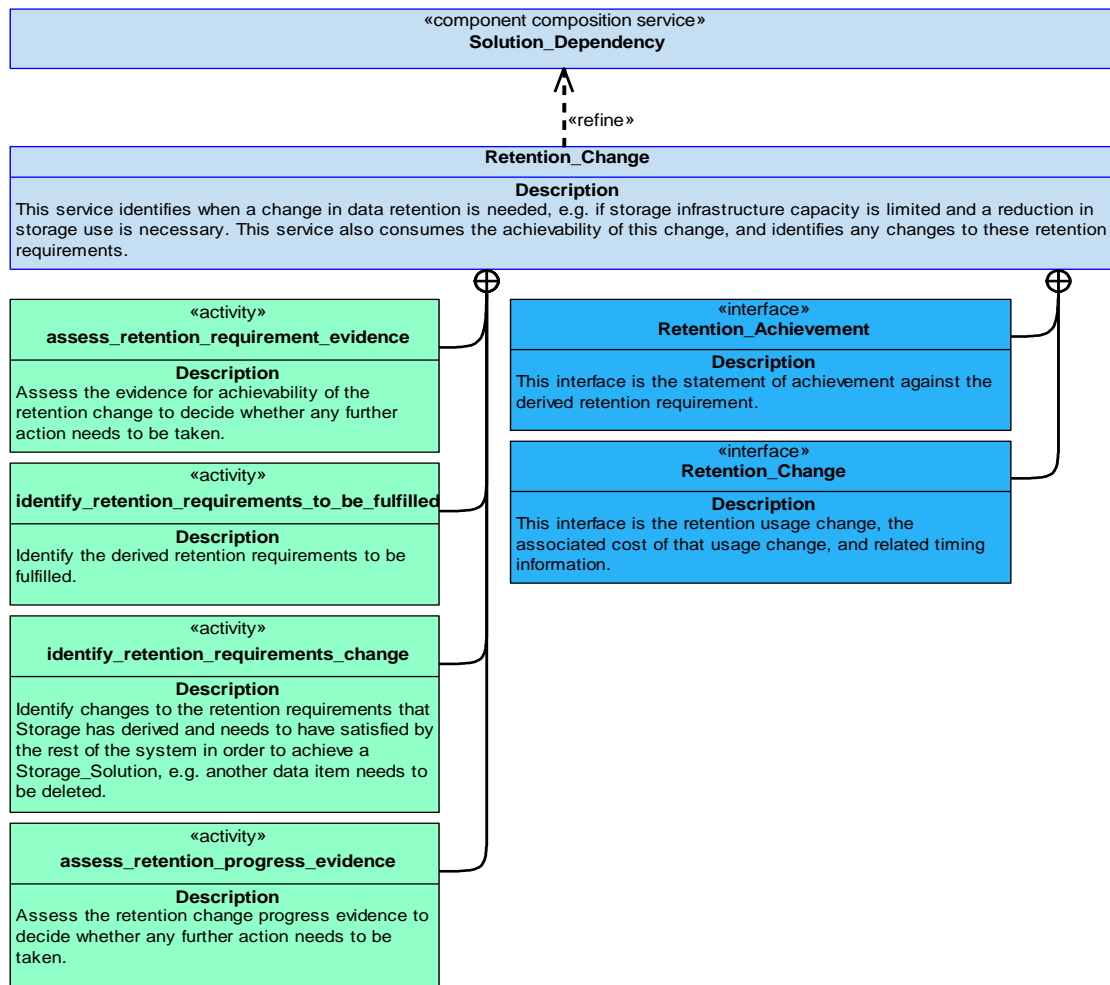 «component composition service»
Solution_Dependency
«refine»
Retention_Change
Description
This service identifies when a change in data retention is needed, e.g. if storage infrastructure capacity is limited and a reduction in
storage use is necessary. This service also consumes the achievability of this change, and identifies any changes to these retention
requirements.
«activity»
assess_retention_requirement_evidence
Description
Assess the evidence for achievability of the
retention change to decide whether any further
action needs to be taken.
«activity»
identify_retention_requirements_to_be_fulfilled
Description
Identify the derived retention requirements to be
fulfilled.
«activity»
identify_retention_requirements_change
Description
Identify changes to the retention requirements that
Storage has derived and needs to have satisfied by
the rest of the system in order to achieve a
Storage_Solution, e.g. another data item needs to
be deleted.
«activity»
assess_retention_progress_evidence
Description
Assess the retention change progress evidence to
decide whether any further action needs to be
taken.
«interface»
Retention_Achievement
Description
This interface is the statement of achievement against the
derived retention requirement.
«interface»
Retention_Change
Description
This interface is the retention usage change, the
associated cost of that usage change, and related timing
information.